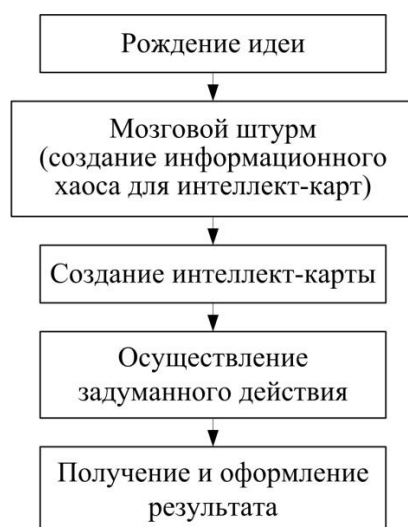 Рождение идеи
Мозговой штурм
(создание информационного
хаоса для интеллект-карт)
Создание интеллект-карты
Осуществление
задуманного действия
Получение и оформление
результата